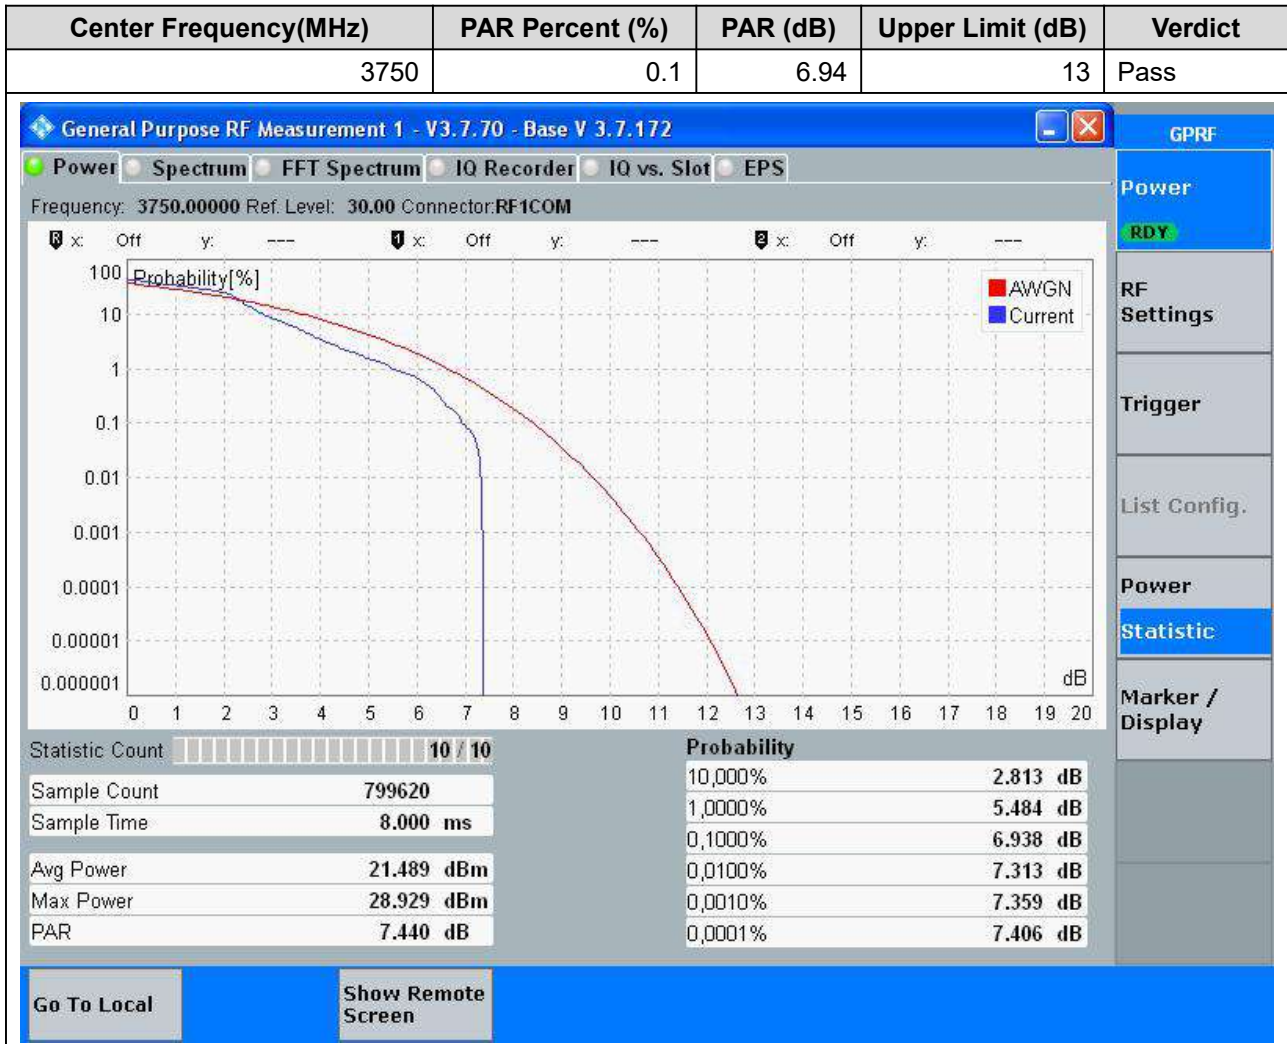 Center Frequency(MHz) PAR Percent (%) PAR (dB) Upper Limit (dB) Verdict
3750 0.1 6.94 13 Pass
General Purpose RF Measurement 1 - V3.7.70 - Base V 3.7.172
GPRF
Power Spectrum FFT Spectrum IQ Recorder IQ vs. Slot EPS
Power
RDY
Frequency: 3750.00000 Ref. Level: 30.00 Connector:RF1COM
R x: Off y: --- 1 x: Off y: --- 2 x: Off y: ---
100 Probability[%]
AWGN
Current
10
1
0.1
0.01
0.001
0.0001
0.00001
0.000001
dB
0 1 2 3 4 5 6 7 8 9 10 11 12 13 14 15 16 17 18 19 20
RF
Settings
Trigger
List Config.
Power
Statistic
Marker /
Display
Statistic Count 10 / 10
Sample Count 799620
Sample Time 8.000 ms
Avg Power 21.489 dBm
Max Power 28.929 dBm
PAR 7.440 dB
Probability
10,000% 2.813 dB
1,0000% 5.484 dB
0,1000% 6.938 dB
0,0100% 7.313 dB
0,0010% 7.359 dB
0,0001% 7.406 dB
Go To Local
Show Remote
Screen